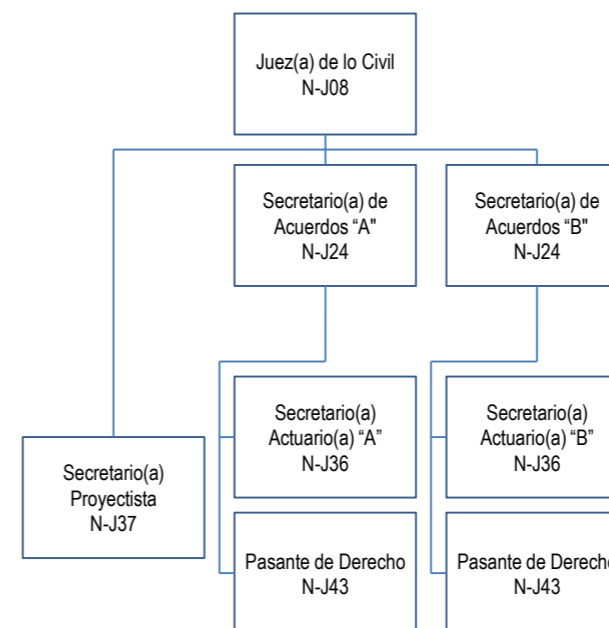 Juez(a) de lo Civil
N-J08
Secretario(a) de
Acuerdos “A"
N-J24
Secretario(a) de
Acuerdos “B"
N-J24
Secretario(a)
Actuario(a) “A”
N-J36
Secretario(a)
Actuario(a) “B”
N-J36
Secretario(a)
Proyectista
N-J37
Pasante de Derecho
N-J43
Pasante de Derecho
N-J43